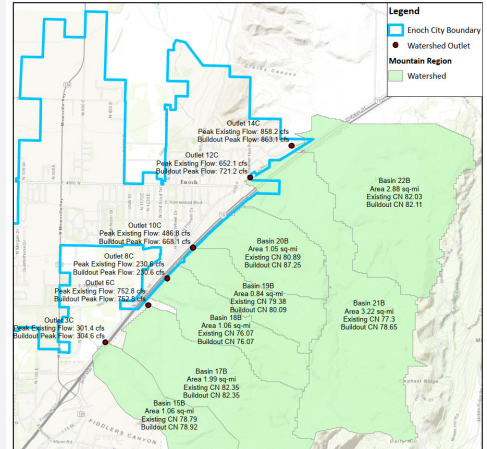 Legend
Enoch City Boundary
Watershed Outlet
Mountain Region
Watershed
Outlet 14C
Peak Existing Flow: 858.2 cfs
Buildout Peak Flow: 863.1 cfs
Outlet 12C
Peak Existing Flow: 652.1 cfs
Buildout Peak Flow: 721.2 cfs
Enoch
Basin 22B
Area 2.88 sq-mi
Existing CN 82.03
Buildout CN 82.11
Outlet 10C
Peak Existing Flow: 486.8 cfs
Buildout Peak Flow: 668.1 cfs
Outlet 8C
Peak Existing Flow: 230.6 cfs
Buildout Peak Flow: 230.6 cfs
Basin 20B
Area 1.05 sq-mi
Existing CN 80.89
Buildout CN 87.25
Outlet 6C
Peak Existing Flow: 752.8 cfs
Buildout Peak Flow: 752.8 cfs
Basin 19B
Area 0.84 sq-mi
Existing CN 79.38
Buildout CN 80.09
Basin 21B
Area 3.22 sq-mi
Existing CN 77.3
Buildout CN 78.65
Outlet 3C
Peak Existing Flow: 301.4 cfs
Buildout Peak Flow: 304.6 cfs
Basin 18B
Area 1.06 sq-mi
Existing CN 76.07
Buildout CN 76.07
Basin 17B
Area 1.99 sq-mi
Existing CN 82.35
Buildout CN 82.35
Basin 15B
Area 1.06 sq-mi
Existing CN 78.79
Buildout CN 78.92
FIDDLERS CANYON